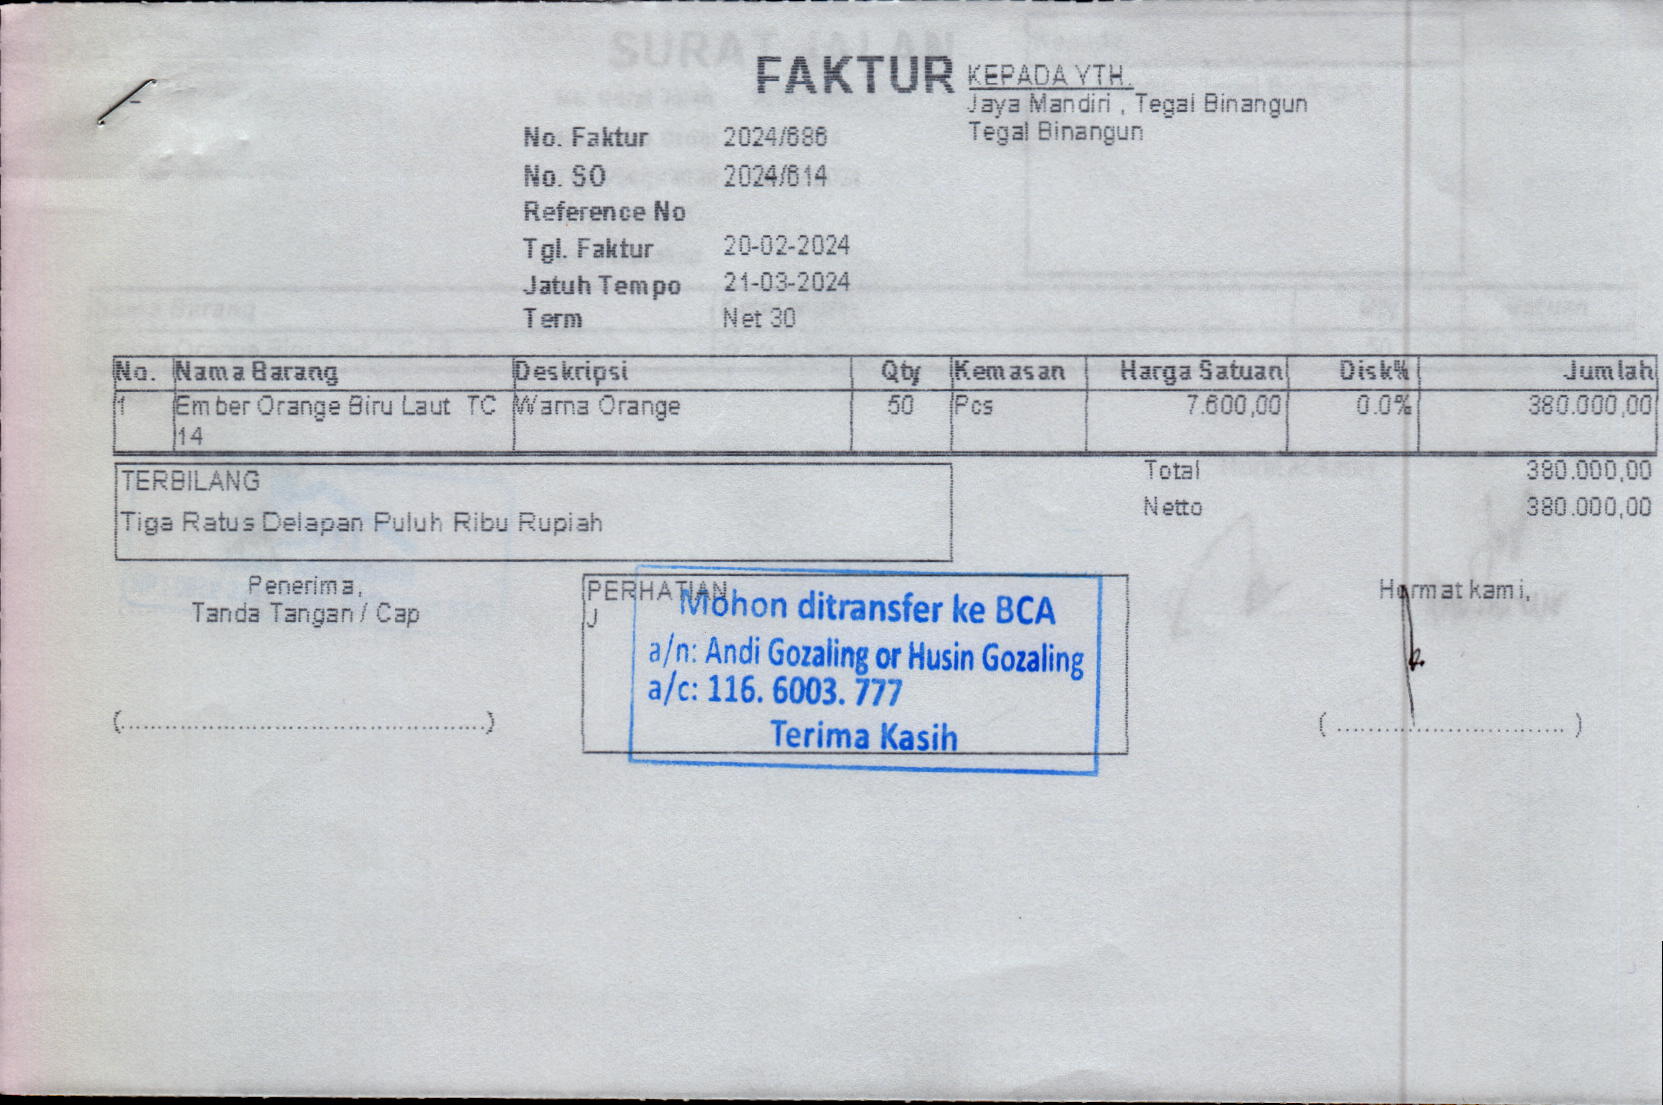 FAKTUR
KEPADA YTH.
Jaya Mandiri , Tegal Binangun
Tegal Binangun
No. Faktur 2024/686
No. SO 2024/614
Reference No
Tgl. Faktur 20-02-2024
Jatuh Tempo 21-03-2024
Term Net 30
No. Nama Barang Deskripsi Qty Kemasan Harga Satuan Disk% Jumlah
1 Ember Orange Biru Laut TC Warna Orange 50 Pcs 7.600,00 0.0% 380.000,00
14
TERBILANG
Tiga Ratus Delapan Puluh Ribu Rupiah
Total 380.000,00
Netto 380.000,00
Penerima,
Tanda Tangan / Cap
(............................................)
PERHATIAN
J
Mohon ditransfer ke BCA
a/n: Andi Gozaling or Husin Gozaling
a/c: 116. 6003. 777
Terima Kasih
Hormat kami,
( ........................... )